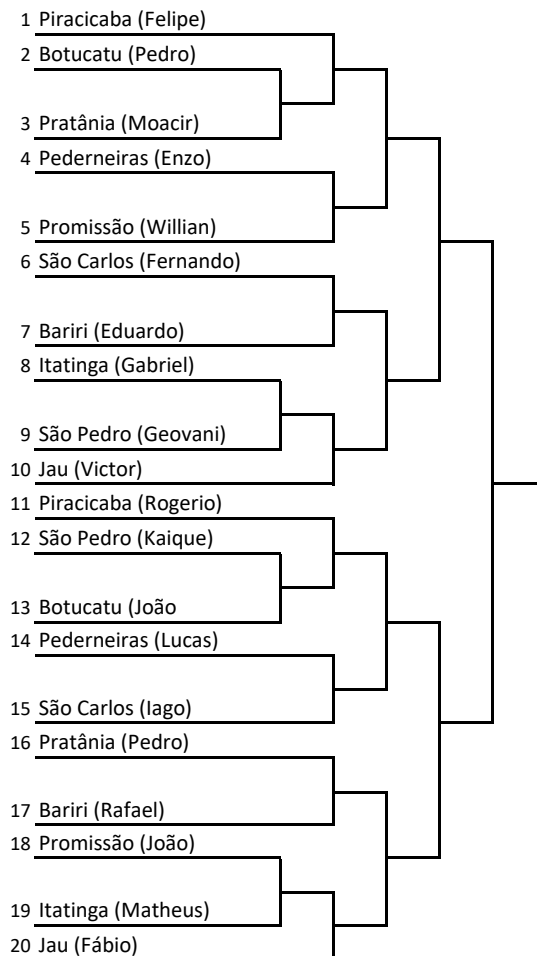 1 Piracicaba (Felipe)
2 Botucatu (Pedro)
3 Pratânia (Moacir)
4 Pederneiras (Enzo)
5 Promissão (Willian)
6 São Carlos (Fernando)
7 Bariri (Eduardo)
8 Itatinga (Gabriel)
9 São Pedro (Geovani)
10 Jau (Victor)
11 Piracicaba (Rogerio)
12 São Pedro (Kaique)
13 Botucatu (João
14 Pederneiras (Lucas)
15 São Carlos (Iago)
16 Pratânia (Pedro)
17 Bariri (Rafael)
18 Promissão (João)
19 Itatinga (Matheus)
20 Jau (Fábio)